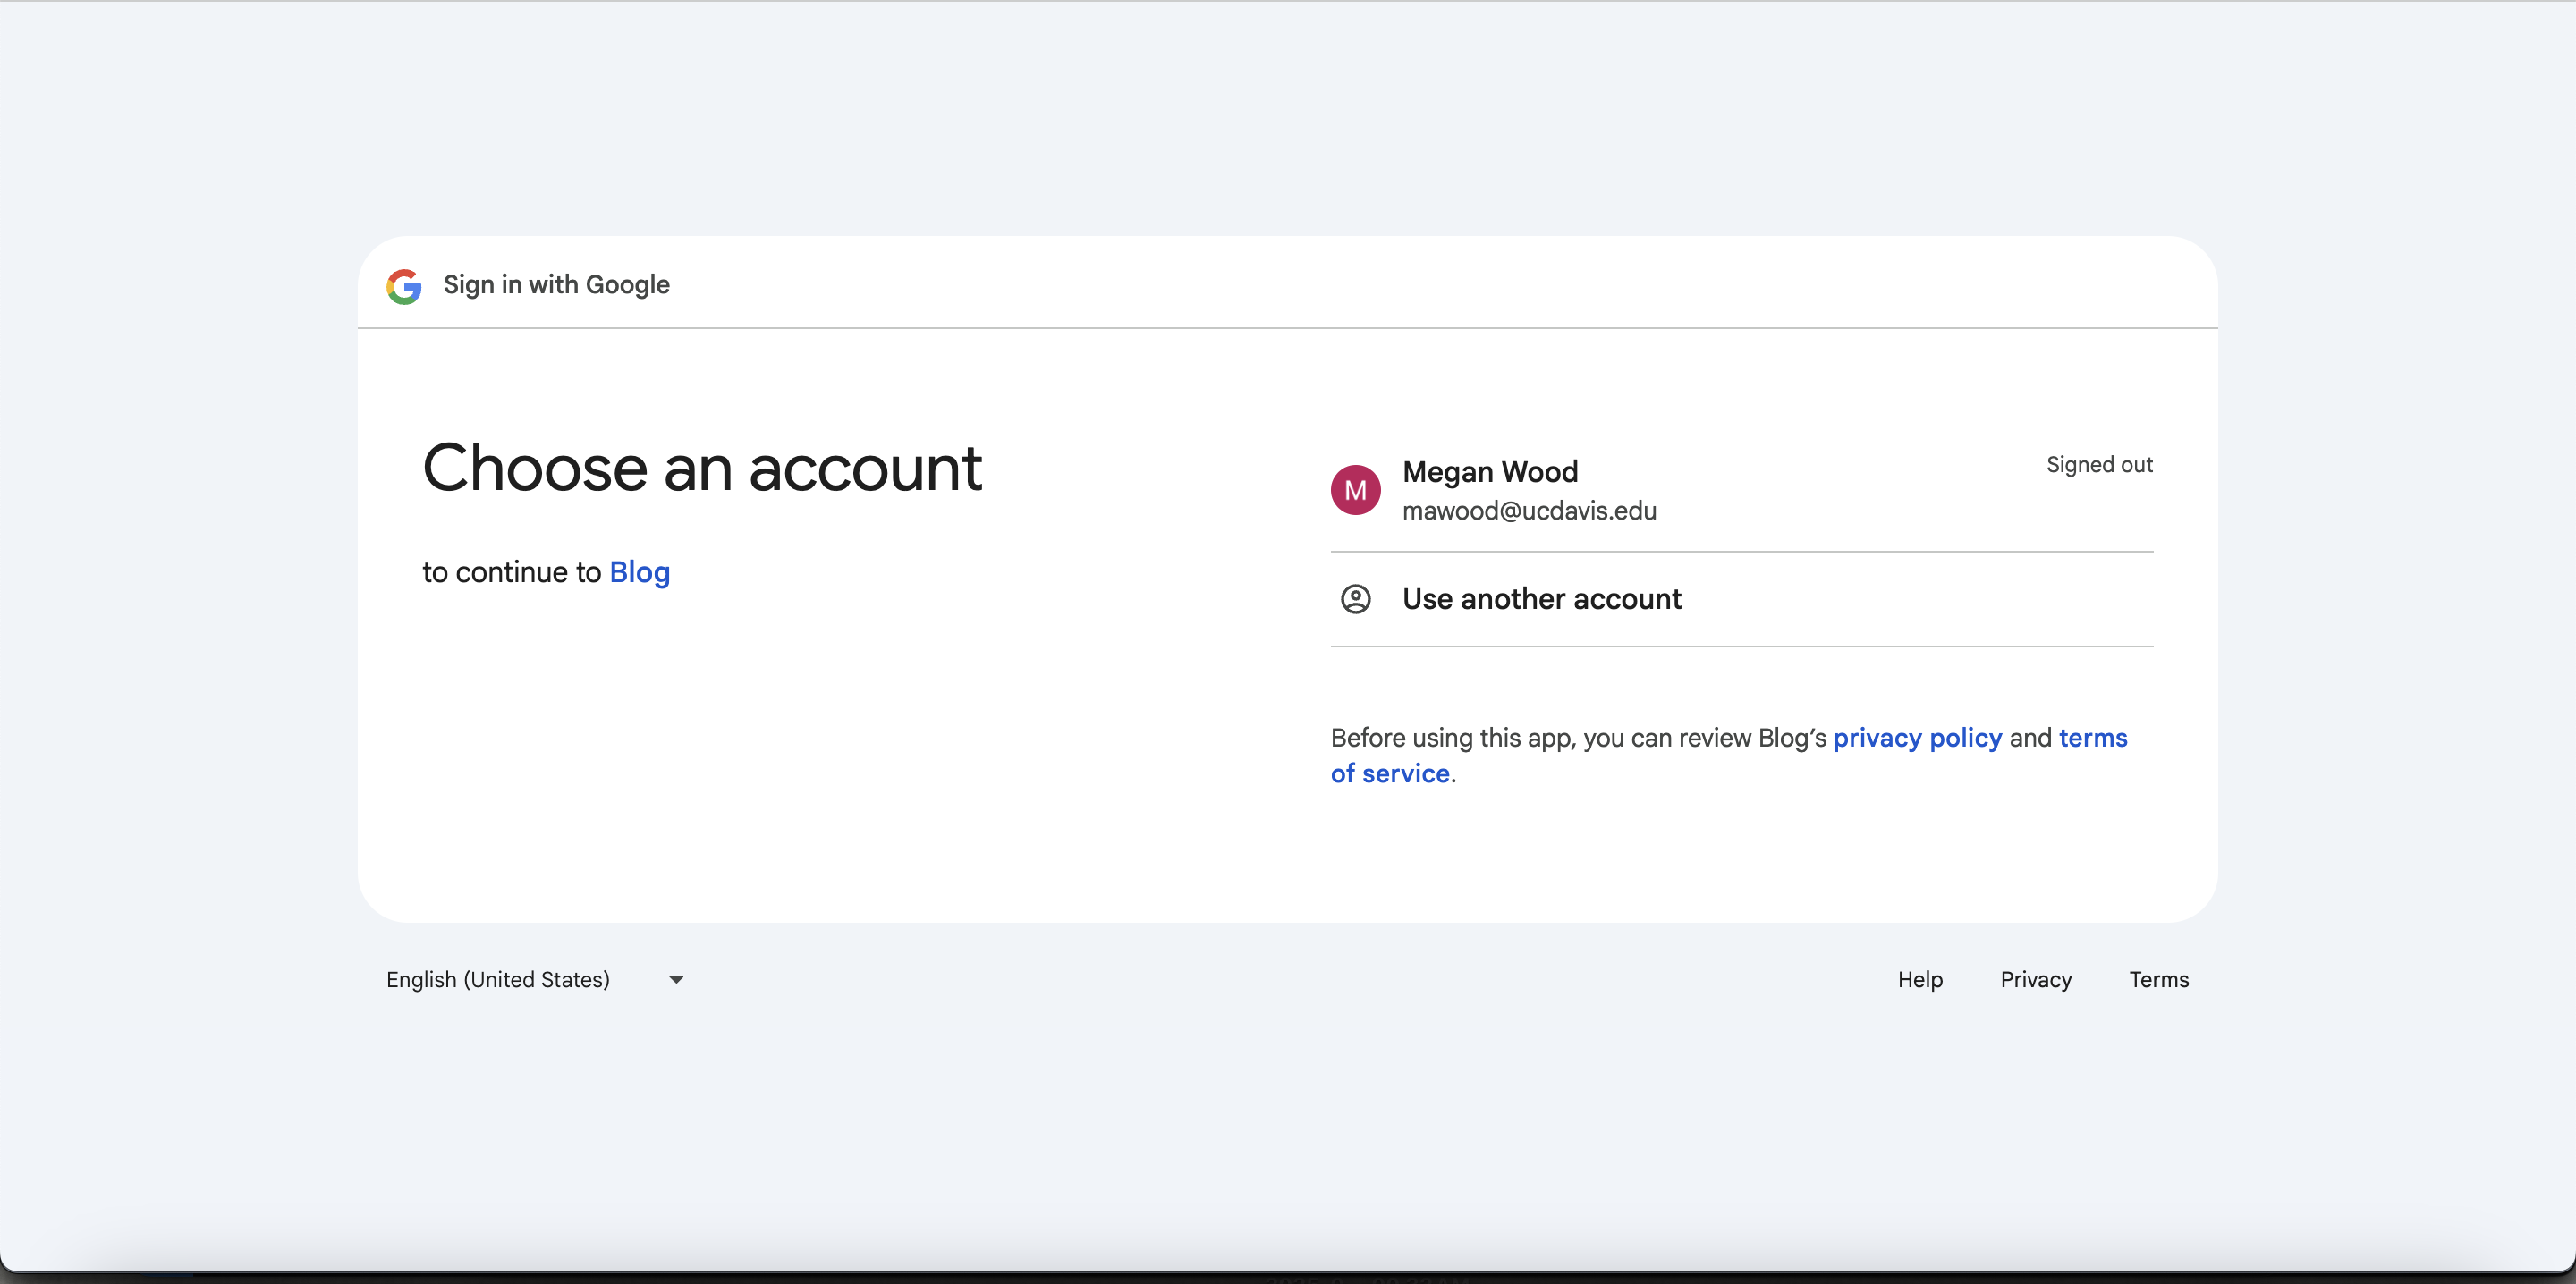 Sign in with Google
Choose an account
to continue to Blog
M
Megan Wood
Signed out
mawood@ucdavis.edu
Use another account
Before using this app, you can review Blog’s privacy policy and terms
of service.
English (United States)
Help
Privacy
Terms